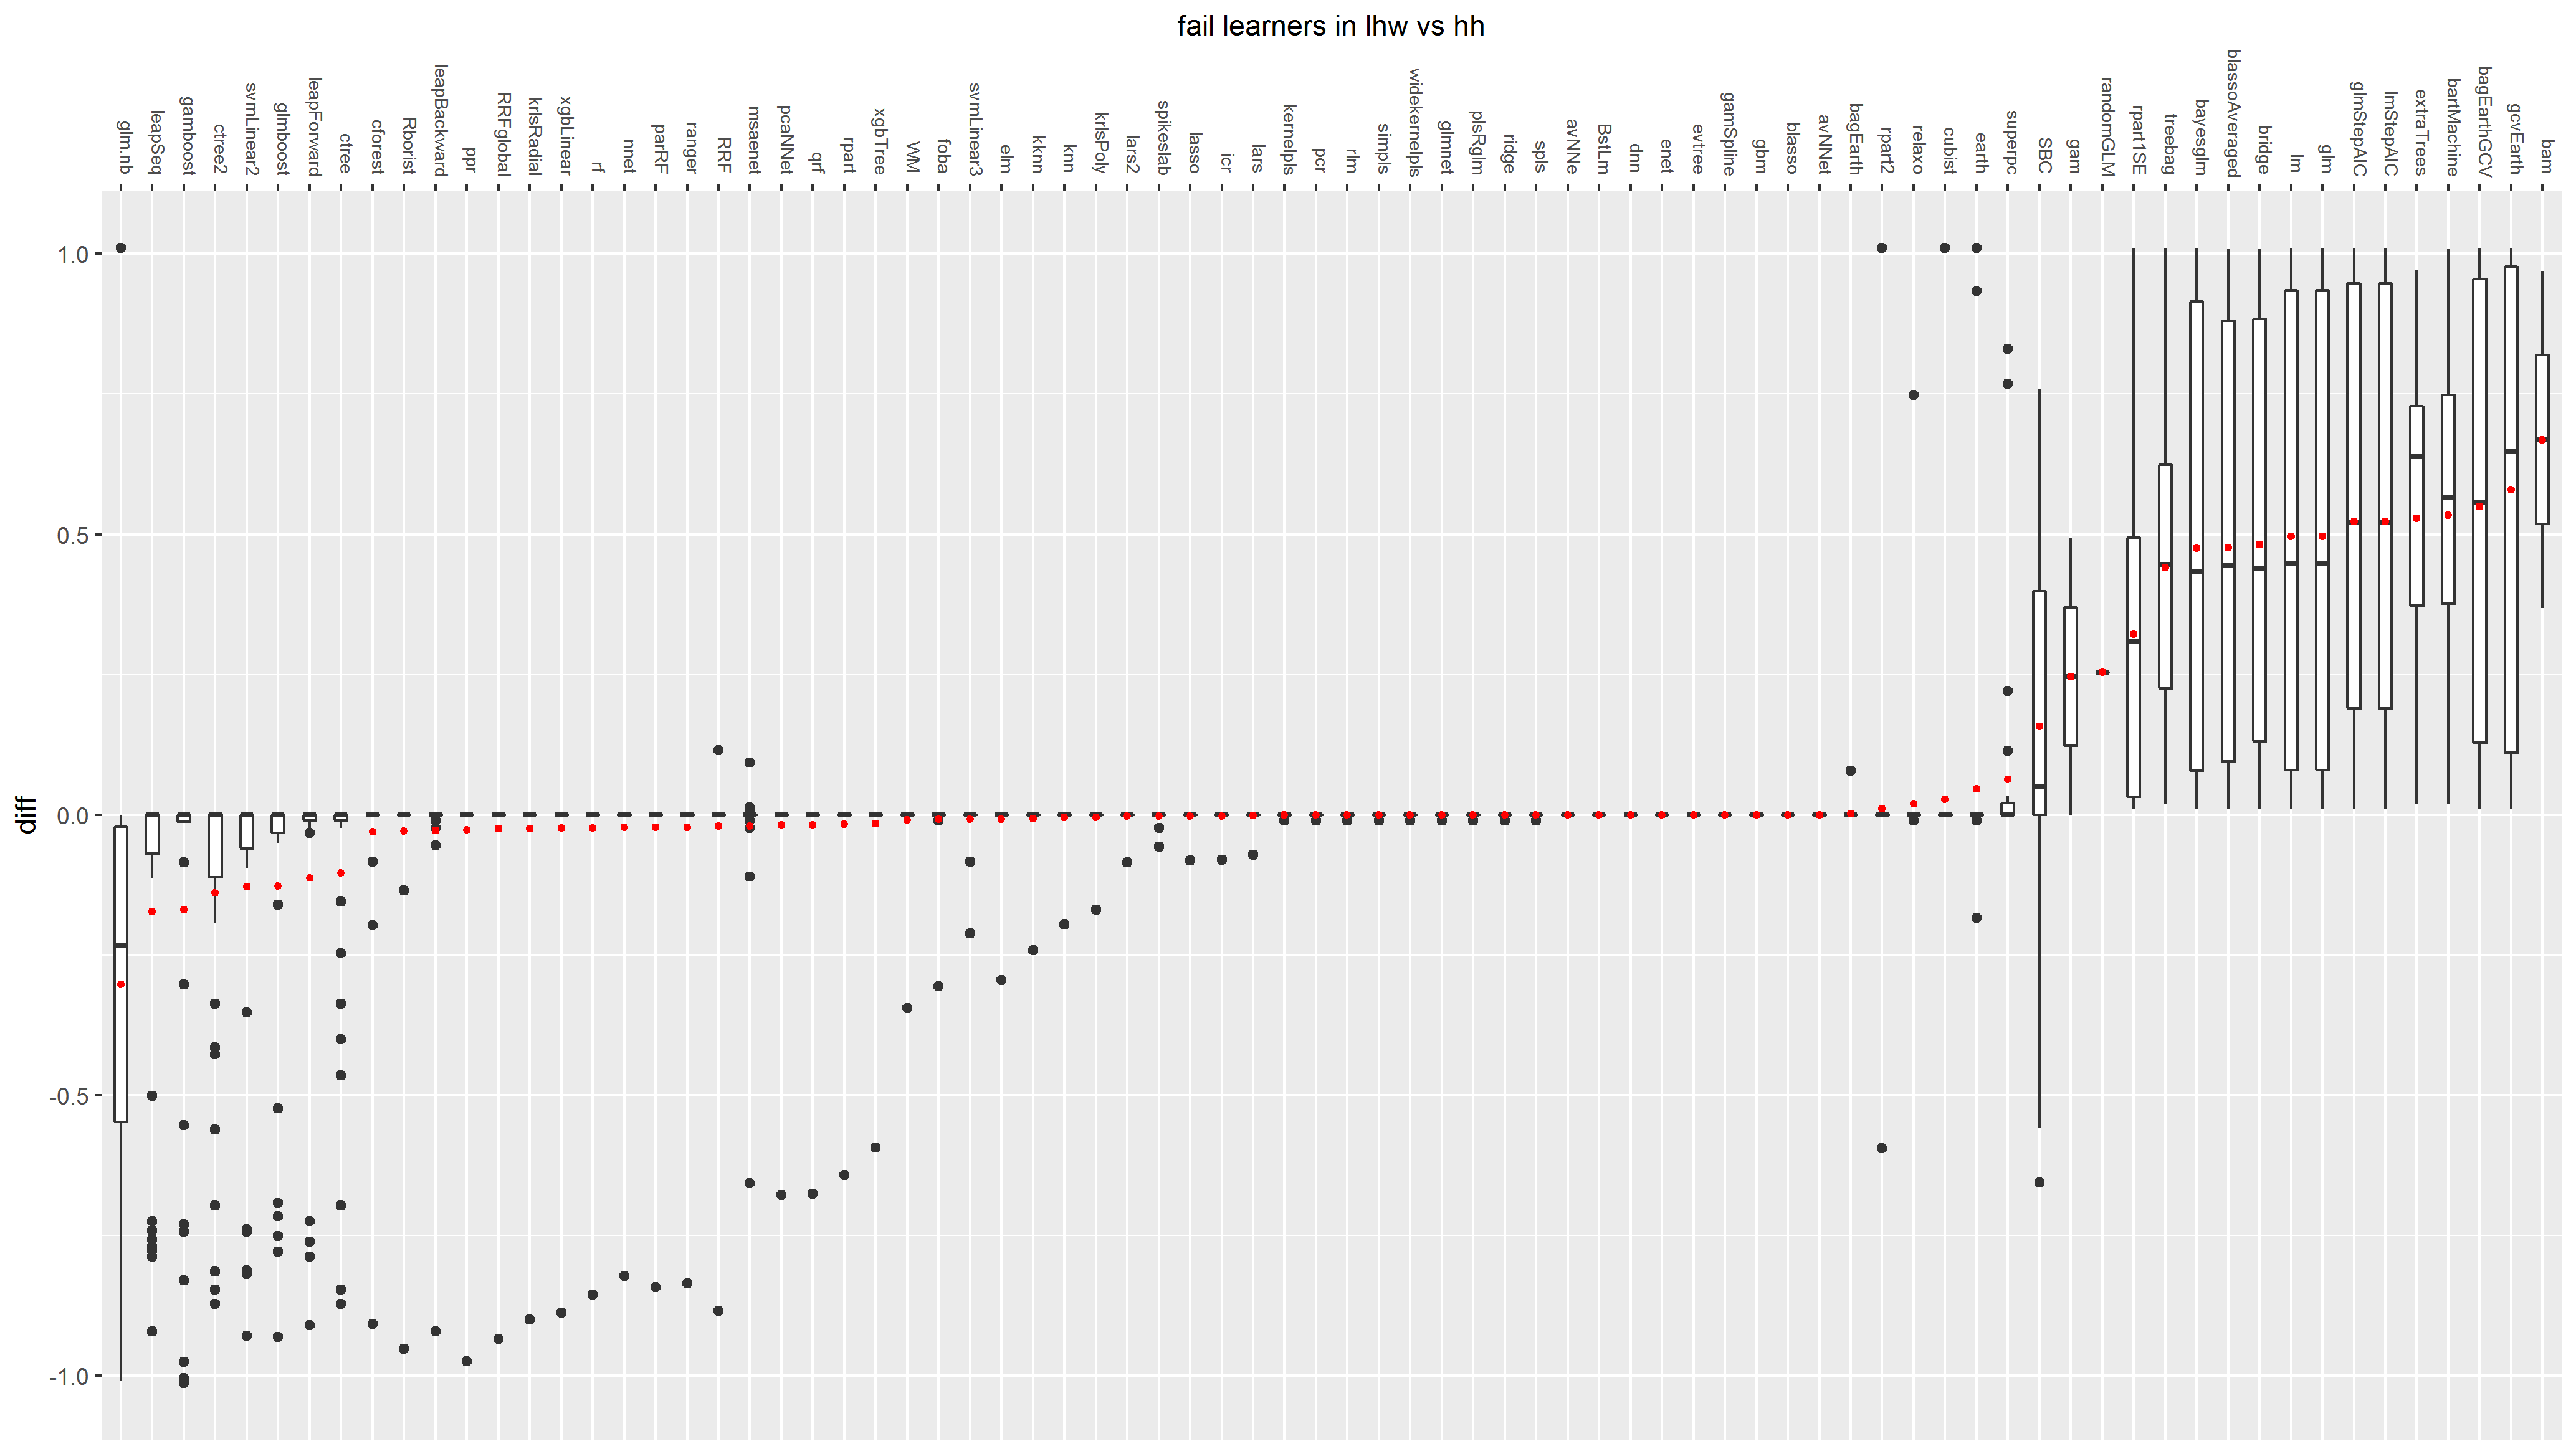 fail learners in lhw vs hh
glm.nb
leapSeq
gamboost
ctree2
svmLinear2
glmboost
leapForward
ctree
cforest
Rborist
leapBackward
ppr
RRFglobal
krlsRadial
xgbLinear
rf
nnet
parRF
ranger
RRF
msaenet
pcaNNet
qrf
rpart
xgbTree
WM
foba
svmLinear3
elm
kknn
knn
krlsPoly
lars2
spikeslab
lasso
icr
lars
kernelpls
pcr
rlm
simpls
widekernelpls
glmnet
plsRglm
ridge
spls
avNNe
BstLm
dnn
enet
evtree
gamSpline
gbm
blasso
avNNet
bagEarth
rpart2
relaxo
cubist
earth
superpc
SBC
gam
randomGLM
rpart1SE
treebag
bayesglm
blassoAveraged
bridge
lm
glm
glmStepAIC
lmStepAIC
extraTrees
bartMachine
bagEarthGCV
gcvEarth
bam
1.0
0.5
0.0
-0.5
-1.0
diff